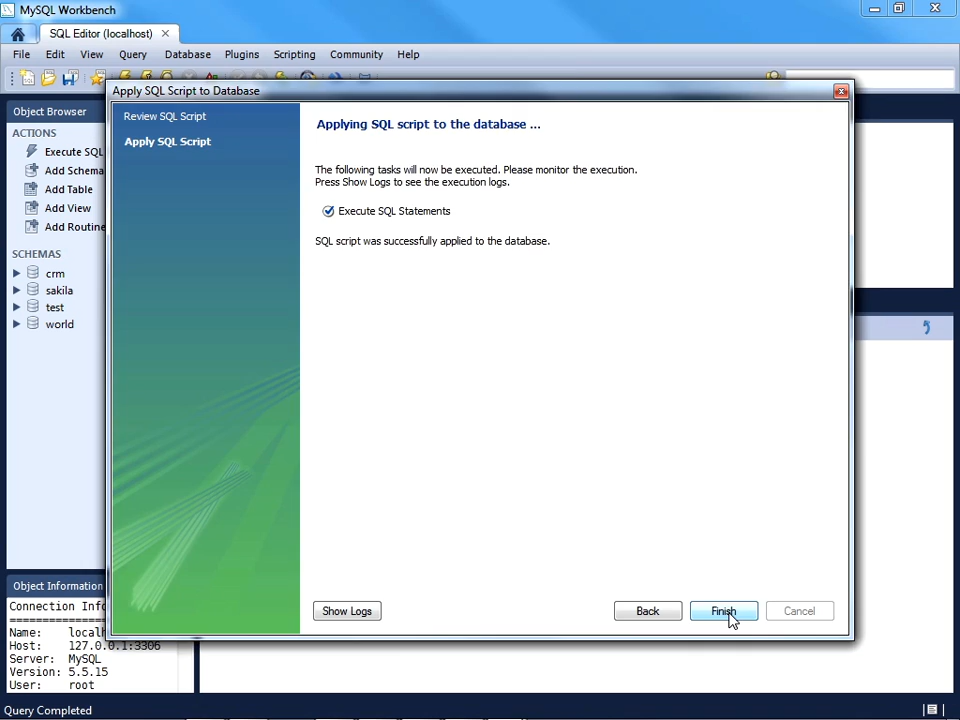 MySQL Workbench
SQL Editor (localhost)
File Edit View Query Database Plugins Scripting Community Help
Apply SQL Script to Database
Object Browser
ACTIONS
Execute SQL
Add Schema
Add Table
Add View
Add Routine
SCHEMAS
crm
sakila
test
world
Review SQL Script
Apply SQL Script
Applying SQL script to the database ...
The following tasks will now be executed. Please monitor the execution.
Press Show Logs to see the execution logs.
Execute SQL Statements
SQL script was successfully applied to the database.
Show Logs
Back
Finish
Cancel
Object Information
Connection Info
Name: localh
Host: 127.0.0.1:3306
Server: MySQL
Version: 5.5.15
User: root
Query Completed